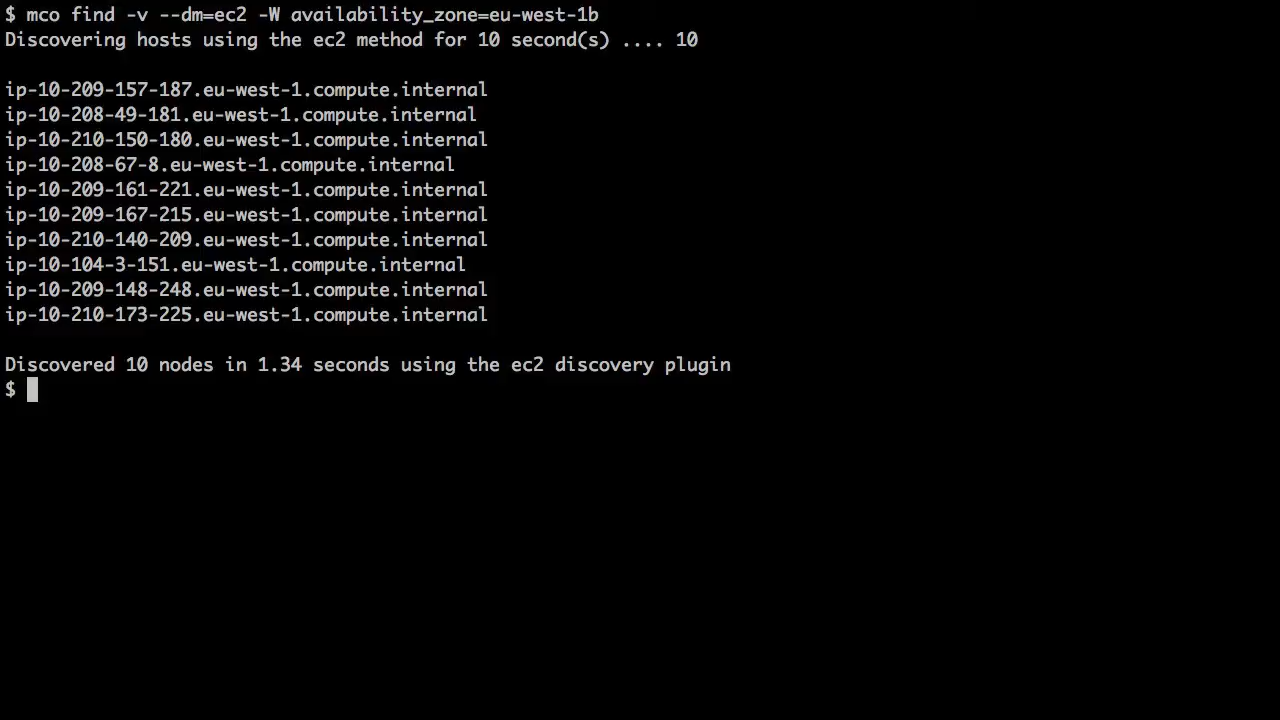 $ mco find -v --dm=ec2 -W availability_zone=eu-west-1b
Discovering hosts using the ec2 method for 10 second(s) .... 10
ip-10-209-157-187.eu-west-1.compute.internal
ip-10-208-49-181.eu-west-1.compute.internal
ip-10-210-150-180.eu-west-1.compute.internal
ip-10-208-67-8.eu-west-1.compute.internal
ip-10-209-161-221.eu-west-1.compute.internal
ip-10-209-167-215.eu-west-1.compute.internal
ip-10-210-140-209.eu-west-1.compute.internal
ip-10-104-3-151.eu-west-1.compute.internal
ip-10-209-148-248.eu-west-1.compute.internal
ip-10-210-173-225.eu-west-1.compute.internal
Discovered 10 nodes in 1.34 seconds using the ec2 discovery plugin
$